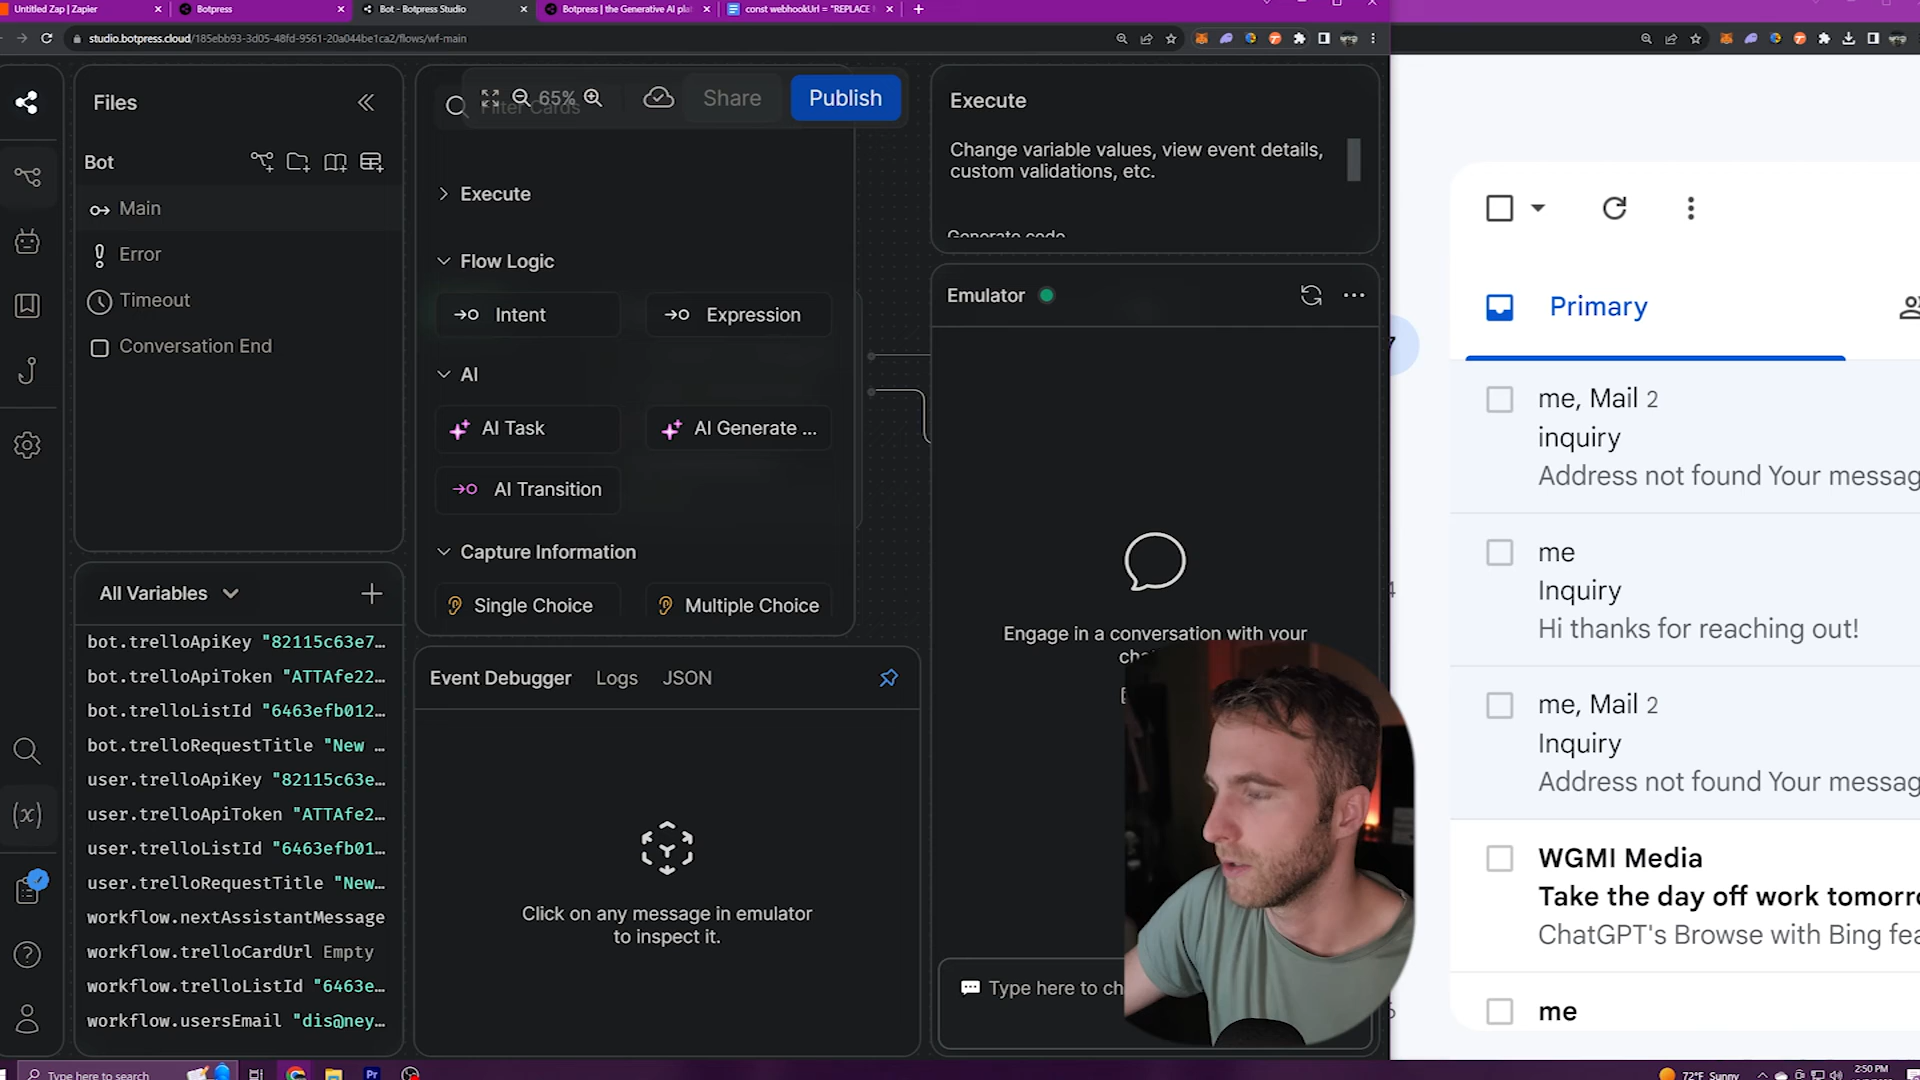 Untitled Zap | Zapier
Botpress
Bot - Botpress Studio
Botpress | the Generative AI pla
const webhookUrl = "REPLACE
studio.botpress.cloud/185ebb93-3d05-48fd-9561-20a044be1ca2/flows/wf-main
Files
Bot
Main
Error
Timeout
Conversation End
All Variables
bot.trelloApiKey "82115c63e7...
bot.trelloApiToken "ATTAfe22...
bot.trelloListId "6463efb012...
bot.trelloRequestTitle "New ...
user.trelloApiKey "82115c63e...
user.trelloApiToken "ATTAfe2...
user.trelloListId "6463efb01...
user.trelloRequestTitle "New...
workflow.nextAssistantMessage
workflow.trelloCardUrl Empty
workflow.trelloListId "6463e...
workflow.usersEmail "dis@ney...
Filter Cards
65%
Share
Publish
Execute
Flow Logic
Intent
Expression
AI
AI Task
AI Generate ...
AI Transition
Capture Information
Single Choice
Multiple Choice
Event Debugger
Logs
JSON
Click on any message in emulator
to inspect it.
Execute
Change variable values, view event details,
custom validations, etc.
Generate code
Emulator
Engage in a conversation with your
Type here to ch
Primary
me, Mail 2
inquiry
Address not found Your messag
me
Inquiry
Hi thanks for reaching out!
me, Mail 2
Inquiry
Address not found Your messag
WGMI Media
Take the day off work tomorr
ChatGPT's Browse with Bing fea
me
Type here to search
Pr
72°F Sunny
2:50 PM